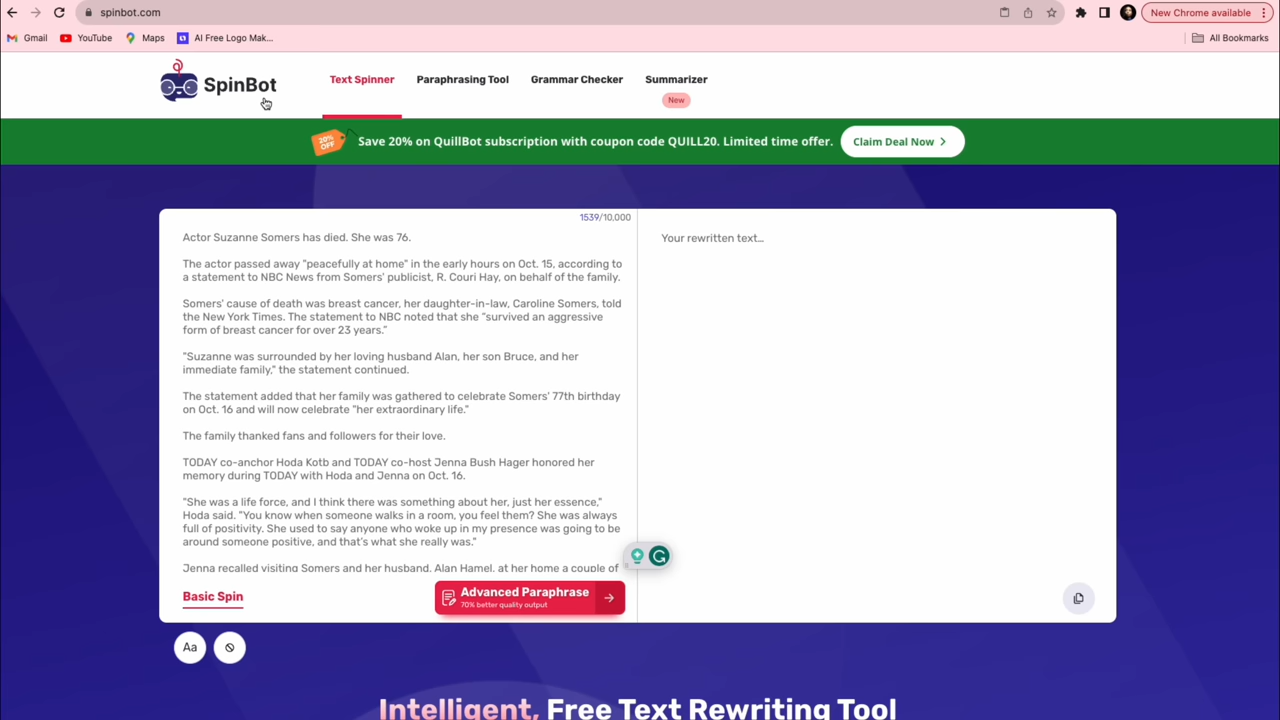 spinbot.com
New Chrome available
Gmail
YouTube
Maps
AI Free Logo Mak...
All Bookmarks
SpinBot
Text Spinner
Paraphrasing Tool
Grammar Checker
Summarizer
New
20% OFF
Save 20% on QuillBot subscription with coupon code QUILL20. Limited time offer.
Claim Deal Now
1539/10,000
Actor Suzanne Somers has died. She was 76.
The actor passed away "peacefully at home" in the early hours on Oct. 15, according to
a statement to NBC News from Somers' publicist, R. Couri Hay, on behalf of the family.
Somers' cause of death was breast cancer, her daughter-in-law, Caroline Somers, told
the New York Times. The statement to NBC noted that she "survived an aggressive
form of breast cancer for over 23 years."
"Suzanne was surrounded by her loving husband Alan, her son Bruce, and her
immediate family," the statement continued.
The statement added that her family was gathered to celebrate Somers' 77th birthday
on Oct. 16 and will now celebrate "her extraordinary life."
The family thanked fans and followers for their love.
TODAY co-anchor Hoda Kotb and TODAY co-host Jenna Bush Hager honored her
memory during TODAY with Hoda and Jenna on Oct. 16.
"She was a life force, and I think there was something about her, just her essence,"
Hoda said. "You know when someone walks in a room, you feel them? She was always
full of positivity. She used to say anyone who woke up in my presence was going to be
around someone positive, and that's what she really was."
Jenna recalled visiting Somers and her husband, Alan Hamel, at her home a couple of
Your rewritten text...
Basic Spin
Advanced Paraphrase
70% better quality output
Aa
Intelligent, Free Text Rewriting Tool